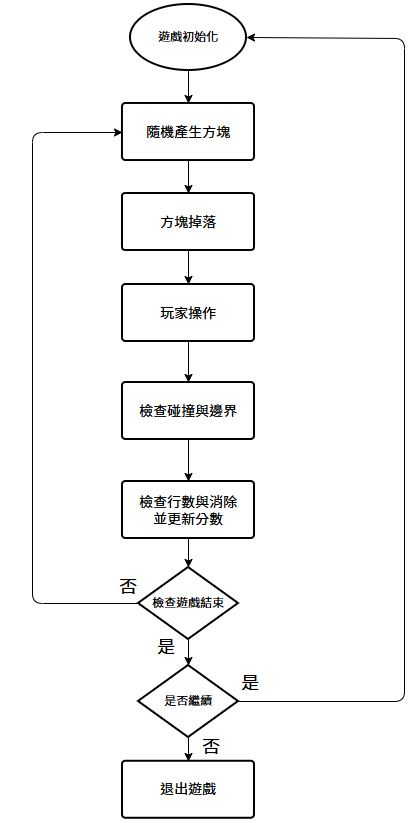 遊戲初始化
隨機產生方塊
方塊掉落
玩家操作
檢查碰撞與邊界
檢查行數與消除
並更新分數
否
檢查遊戲結束
是
是
是否繼續
否
退出遊戲